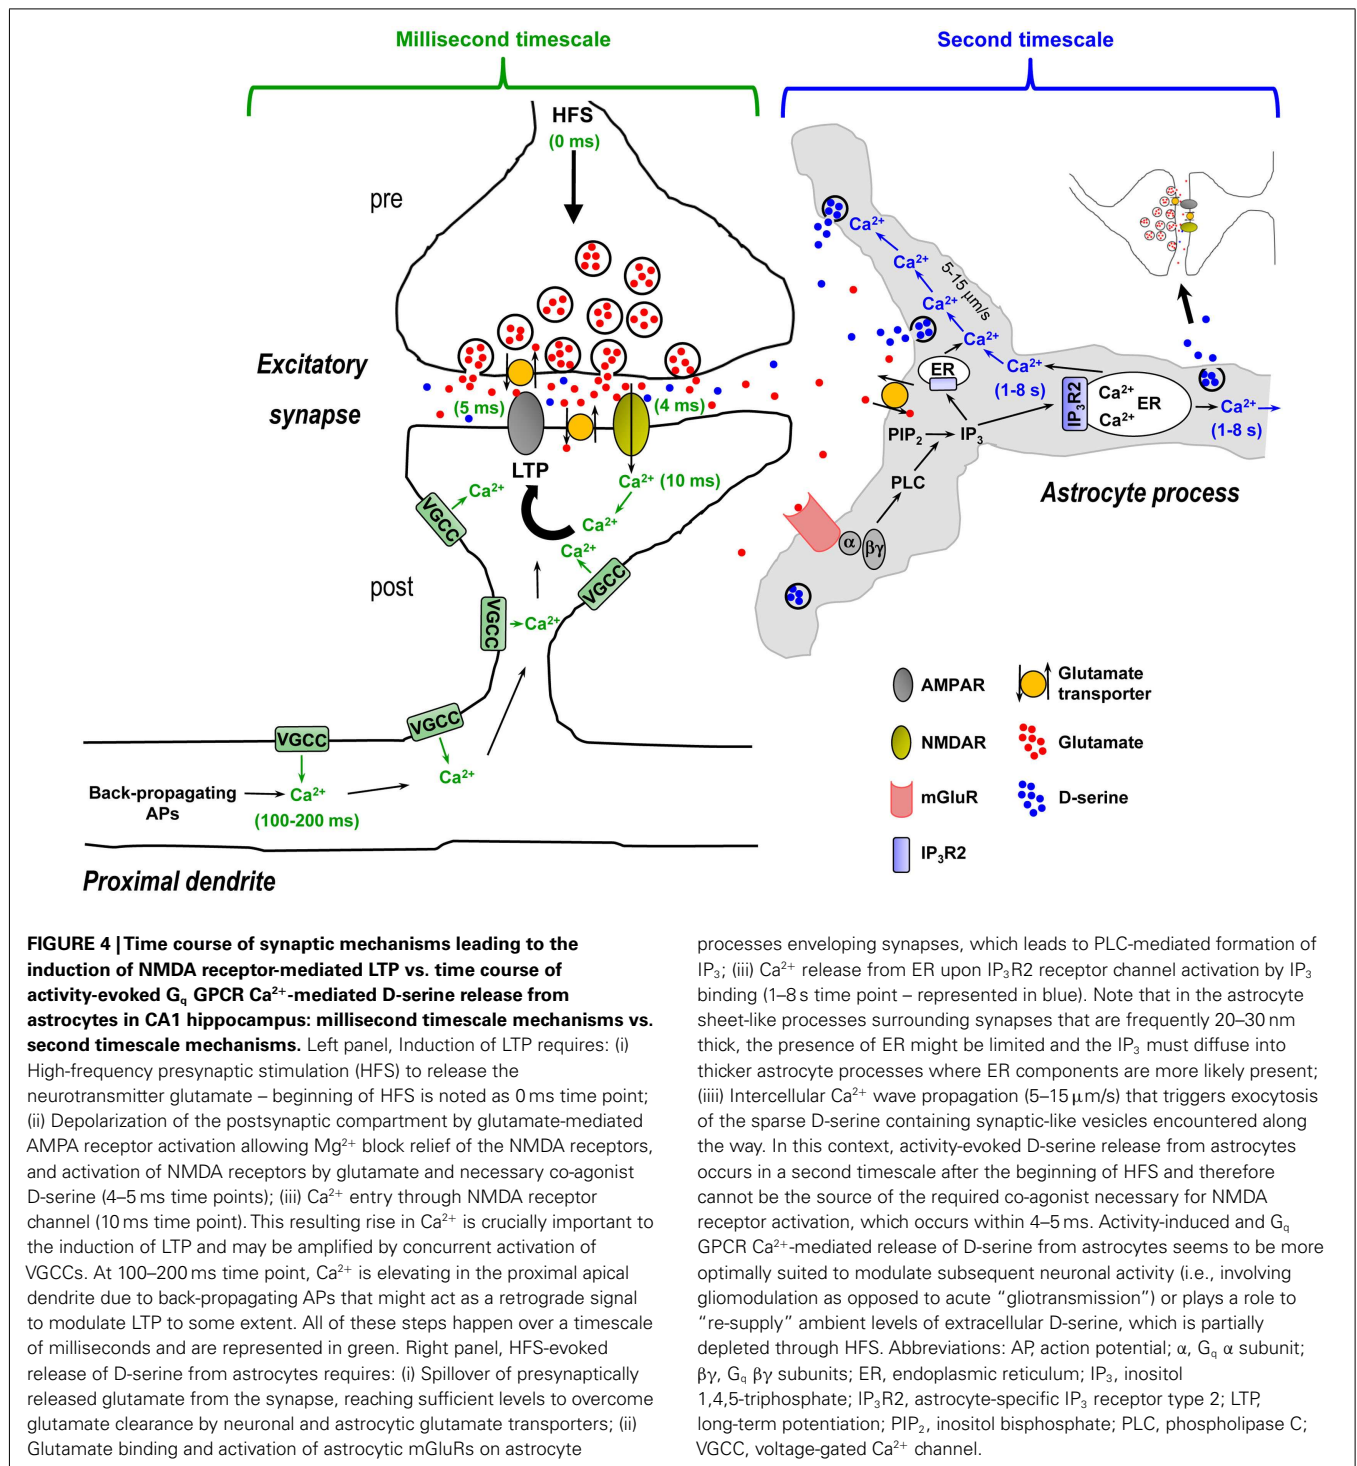 Millisecond timescale
Second timescale
HFS
(0 ms)
pre
Excitatory
synapse
(5 ms)
(4 ms)
LTP
Ca²⁺ (10 ms)
Ca²⁺
Ca²⁺
Ca²⁺
VGCC
VGCC
VGCC
Ca²⁺
post
VGCC
VGCC
Ca²⁺
Back-propagating
APs
Ca²⁺
(100-200 ms)
Proximal dendrite
Ca²⁺
Ca²⁺
Ca²⁺
Ca²⁺
Ca²⁺
5-15 μm/s
(1-8 s)
ER
IP₃R2
Ca²⁺
Ca²⁺
ER
Ca²⁺
(1-8 s)
PIP₂
IP₃
PLC
α
βγ
Astrocyte process
AMPAR
Glutamate
transporter
NMDAR
Glutamate
mGluR
D-serine
IP₃R2
FIGURE 4 | Time course of synaptic mechanisms leading to the
induction of NMDA receptor-mediated LTP vs. time course of
activity-evoked Gq GPCR Ca²⁺-mediated D-serine release from
astrocytes in CA1 hippocampus: millisecond timescale mechanisms vs.
second timescale mechanisms. Left panel, Induction of LTP requires: (i)
High-frequency presynaptic stimulation (HFS) to release the
neurotransmitter glutamate – beginning of HFS is noted as 0 ms time point;
(ii) Depolarization of the postsynaptic compartment by glutamate-mediated
AMPA receptor activation allowing Mg²⁺ block relief of the NMDA receptors,
and activation of NMDA receptors by glutamate and necessary co-agonist
D-serine (4–5 ms time points); (iii) Ca²⁺ entry through NMDA receptor
channel (10 ms time point). This resulting rise in Ca²⁺ is crucially important to
the induction of LTP and may be amplified by concurrent activation of
VGCCs. At 100–200 ms time point, Ca²⁺ is elevating in the proximal apical
dendrite due to back-propagating APs that might act as a retrograde signal
to modulate LTP to some extent. All of these steps happen over a timescale
of milliseconds and are represented in green. Right panel, HFS-evoked
release of D-serine from astrocytes requires: (i) Spillover of presynaptically
released glutamate from the synapse, reaching sufficient levels to overcome
glutamate clearance by neuronal and astrocytic glutamate transporters; (ii)
Glutamate binding and activation of astrocytic mGluRs on astrocyte
processes enveloping synapses, which leads to PLC-mediated formation of
IP₃; (iii) Ca²⁺ release from ER upon IP₃R2 receptor channel activation by IP₃
binding (1–8 s time point – represented in blue). Note that in the astrocyte
sheet-like processes surrounding synapses that are frequently 20–30 nm
thick, the presence of ER might be limited and the IP₃ must diffuse into
thicker astrocyte processes where ER components are more likely present;
(iiii) Intercellular Ca²⁺ wave propagation (5–15 μm/s) that triggers exocytosis
of the sparse D-serine containing synaptic-like vesicles encountered along
the way. In this context, activity-evoked D-serine release from astrocytes
occurs in a second timescale after the beginning of HFS and therefore
cannot be the source of the required co-agonist necessary for NMDA
receptor activation, which occurs within 4–5 ms. Activity-induced and Gq
GPCR Ca²⁺-mediated release of D-serine from astrocytes seems to be more
optimally suited to modulate subsequent neuronal activity (i.e., involving
gliomodulation as opposed to acute “gliotransmission”) or plays a role to
“re-supply” ambient levels of extracellular D-serine, which is partially
depleted through HFS. Abbreviations: AP, action potential; α, Gq α subunit;
βγ, Gq βγ subunits; ER, endoplasmic reticulum; IP₃, inositol
1,4,5-triphosphate; IP₃R2, astrocyte-specific IP₃ receptor type 2; LTP,
long-term potentiation; PIP₂, inositol bisphosphate; PLC, phospholipase C;
VGCC, voltage-gated Ca²⁺ channel.